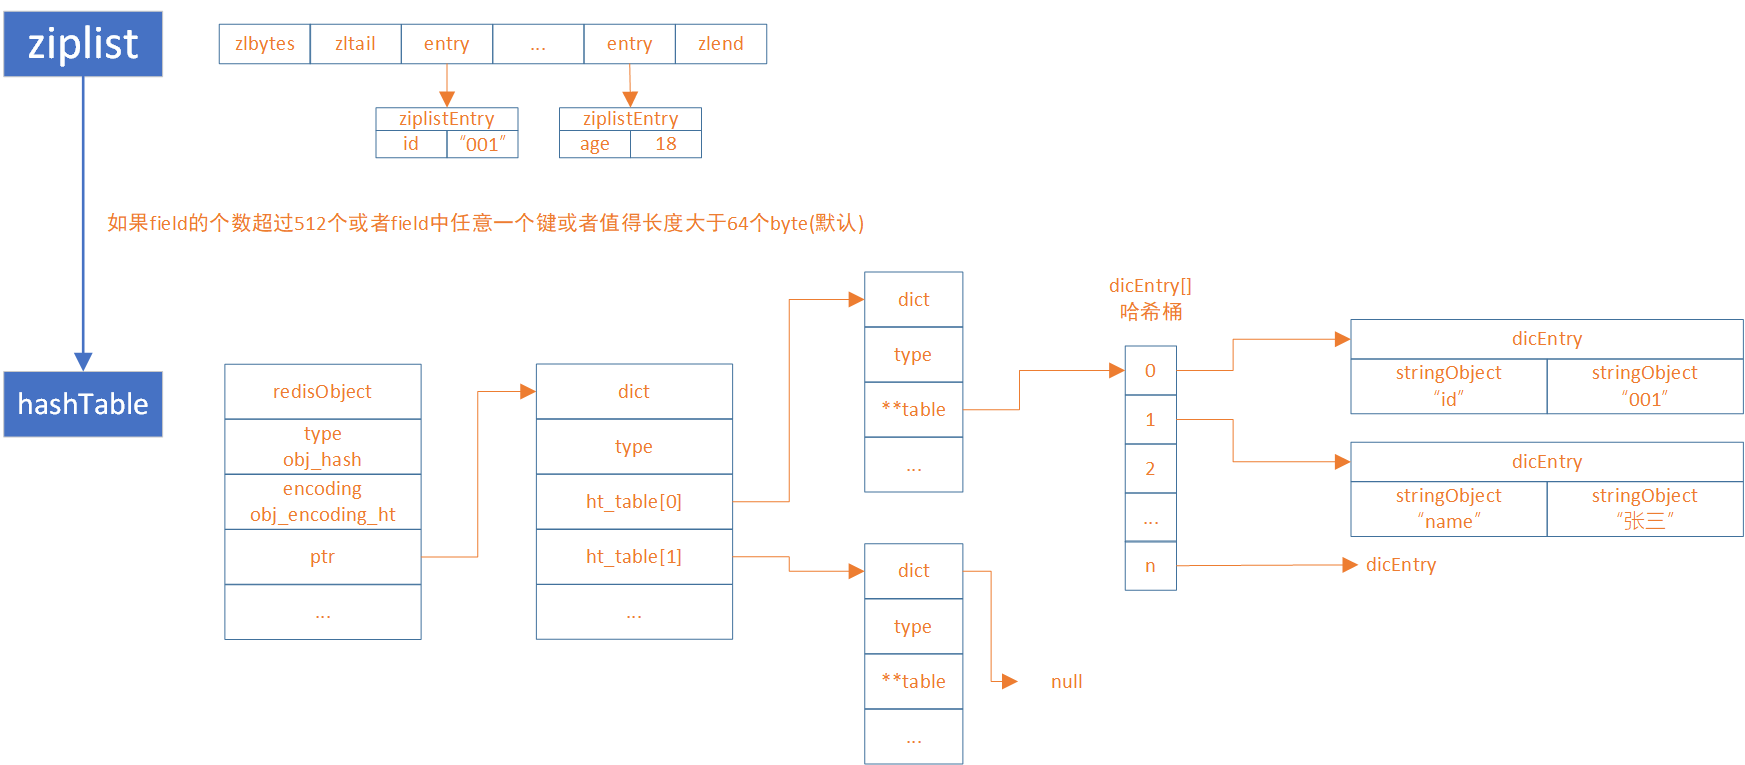 ziplist
zlbytes zltail entry ... entry zlend
ziplistEntry
id “001”
ziplistEntry
age 18
如果field的个数超过512个或者field中任意一个键或者值得长度大于64个byte(默认)
hashTable
redisObject
type
obj_hash
encoding
obj_encoding_ht
ptr
...
dict
type
ht_table[0]
ht_table[1]
...
dict
type
**table
...
dict
type
**table
...
null
dicEntry[]
哈希桶
0
1
2
...
n
dicEntry
stringObject
“id”
stringObject
“001”
dicEntry
stringObject
“name”
stringObject
“张三”
dicEntry